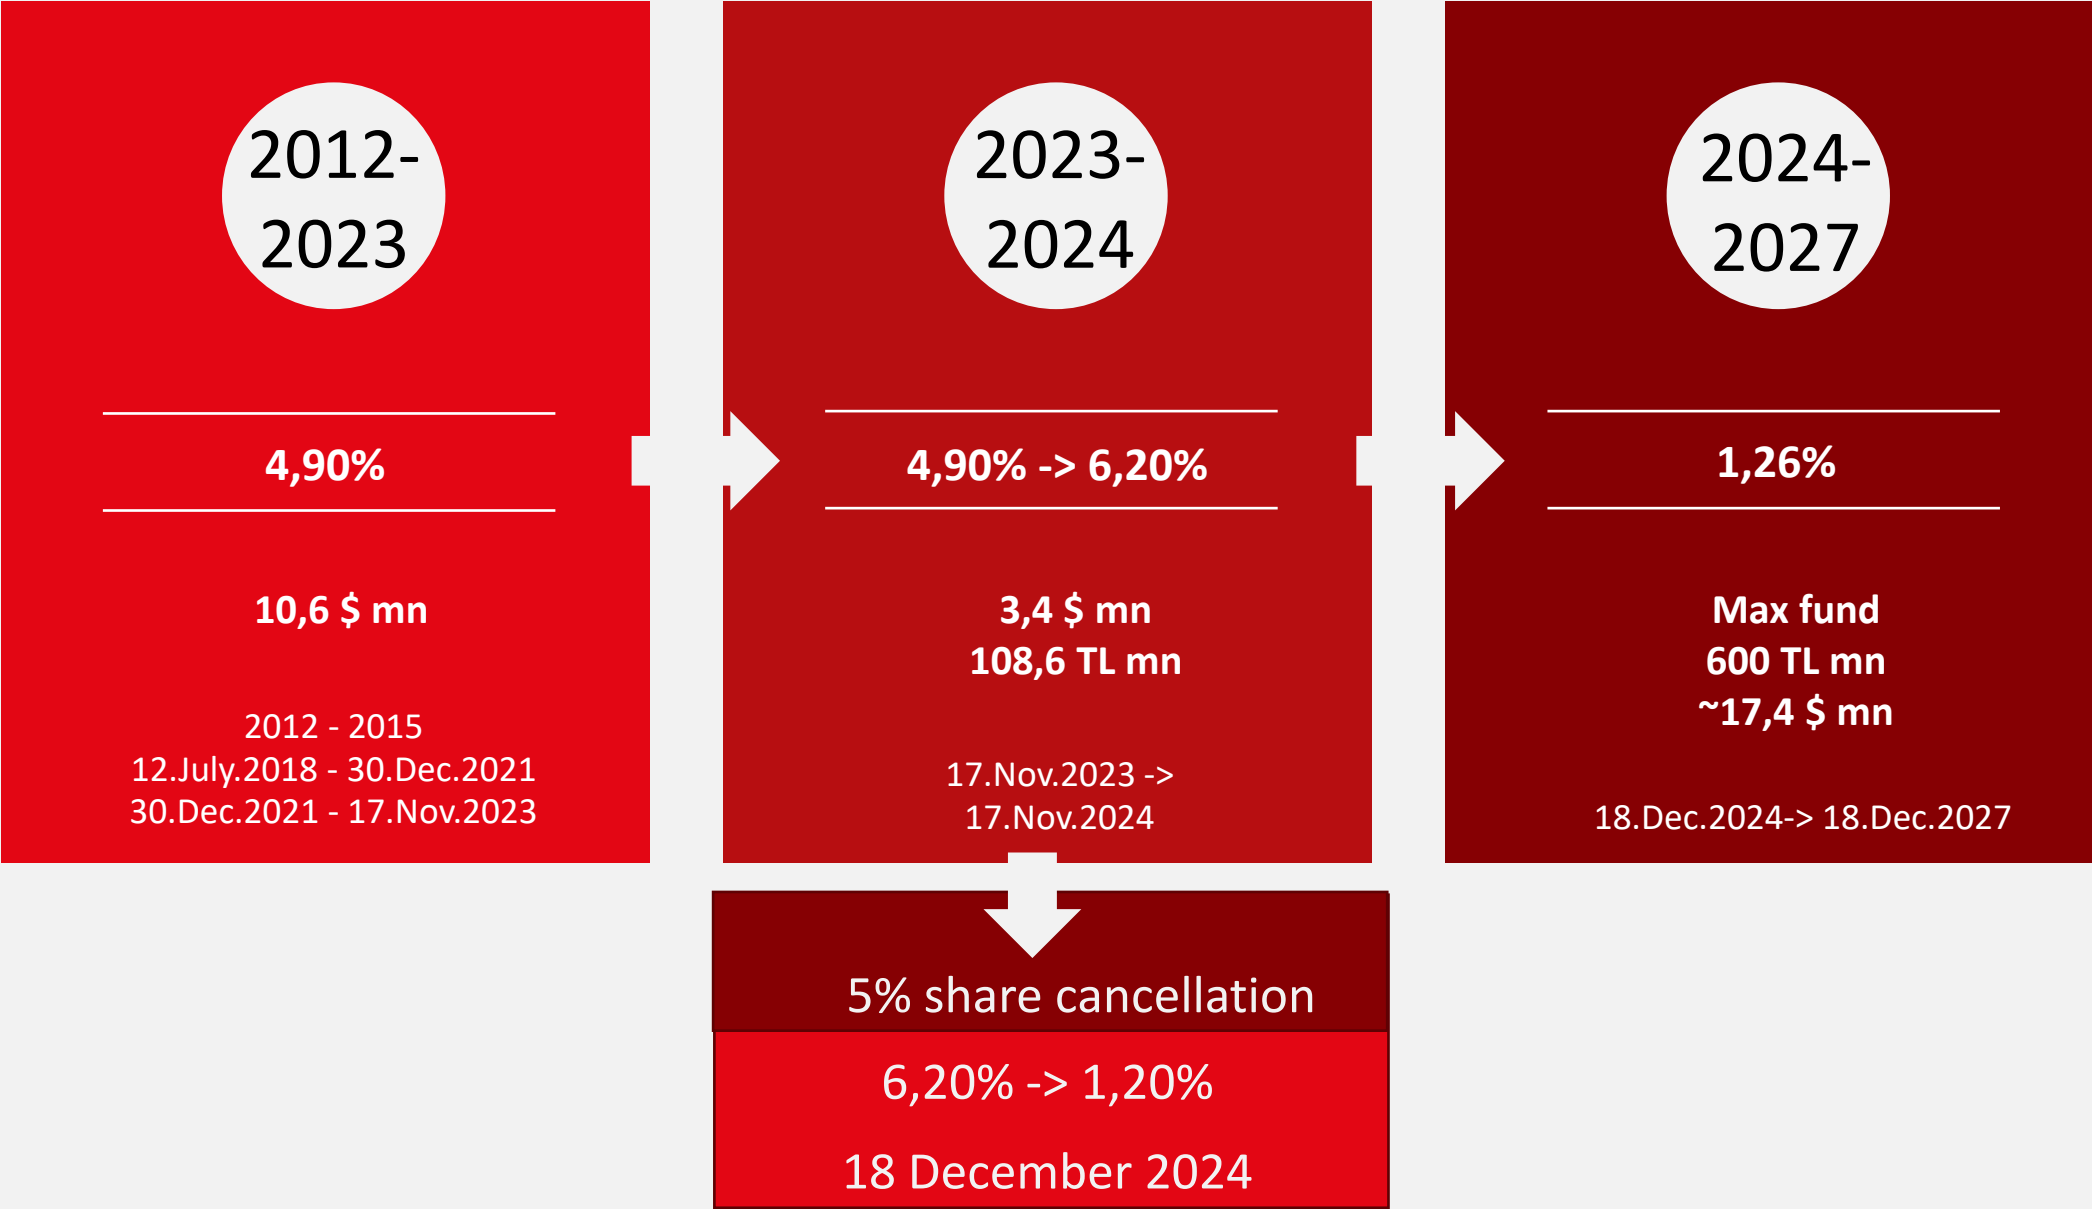 2012-
2023
4,90%
10,6 $ mn
2012 - 2015
12.July.2018 - 30.Dec.2021
30.Dec.2021 - 17.Nov.2023
2023-
2024
4,90% -> 6,20%
3,4 $ mn
108,6 TL mn
17.Nov.2023 ->
17.Nov.2024
5% share cancellation
6,20% -> 1,20%
18 December 2024
2024-
2027
1,26%
Max fund
600 TL mn
~17,4 $ mn
18.Dec.2024-> 18.Dec.2027